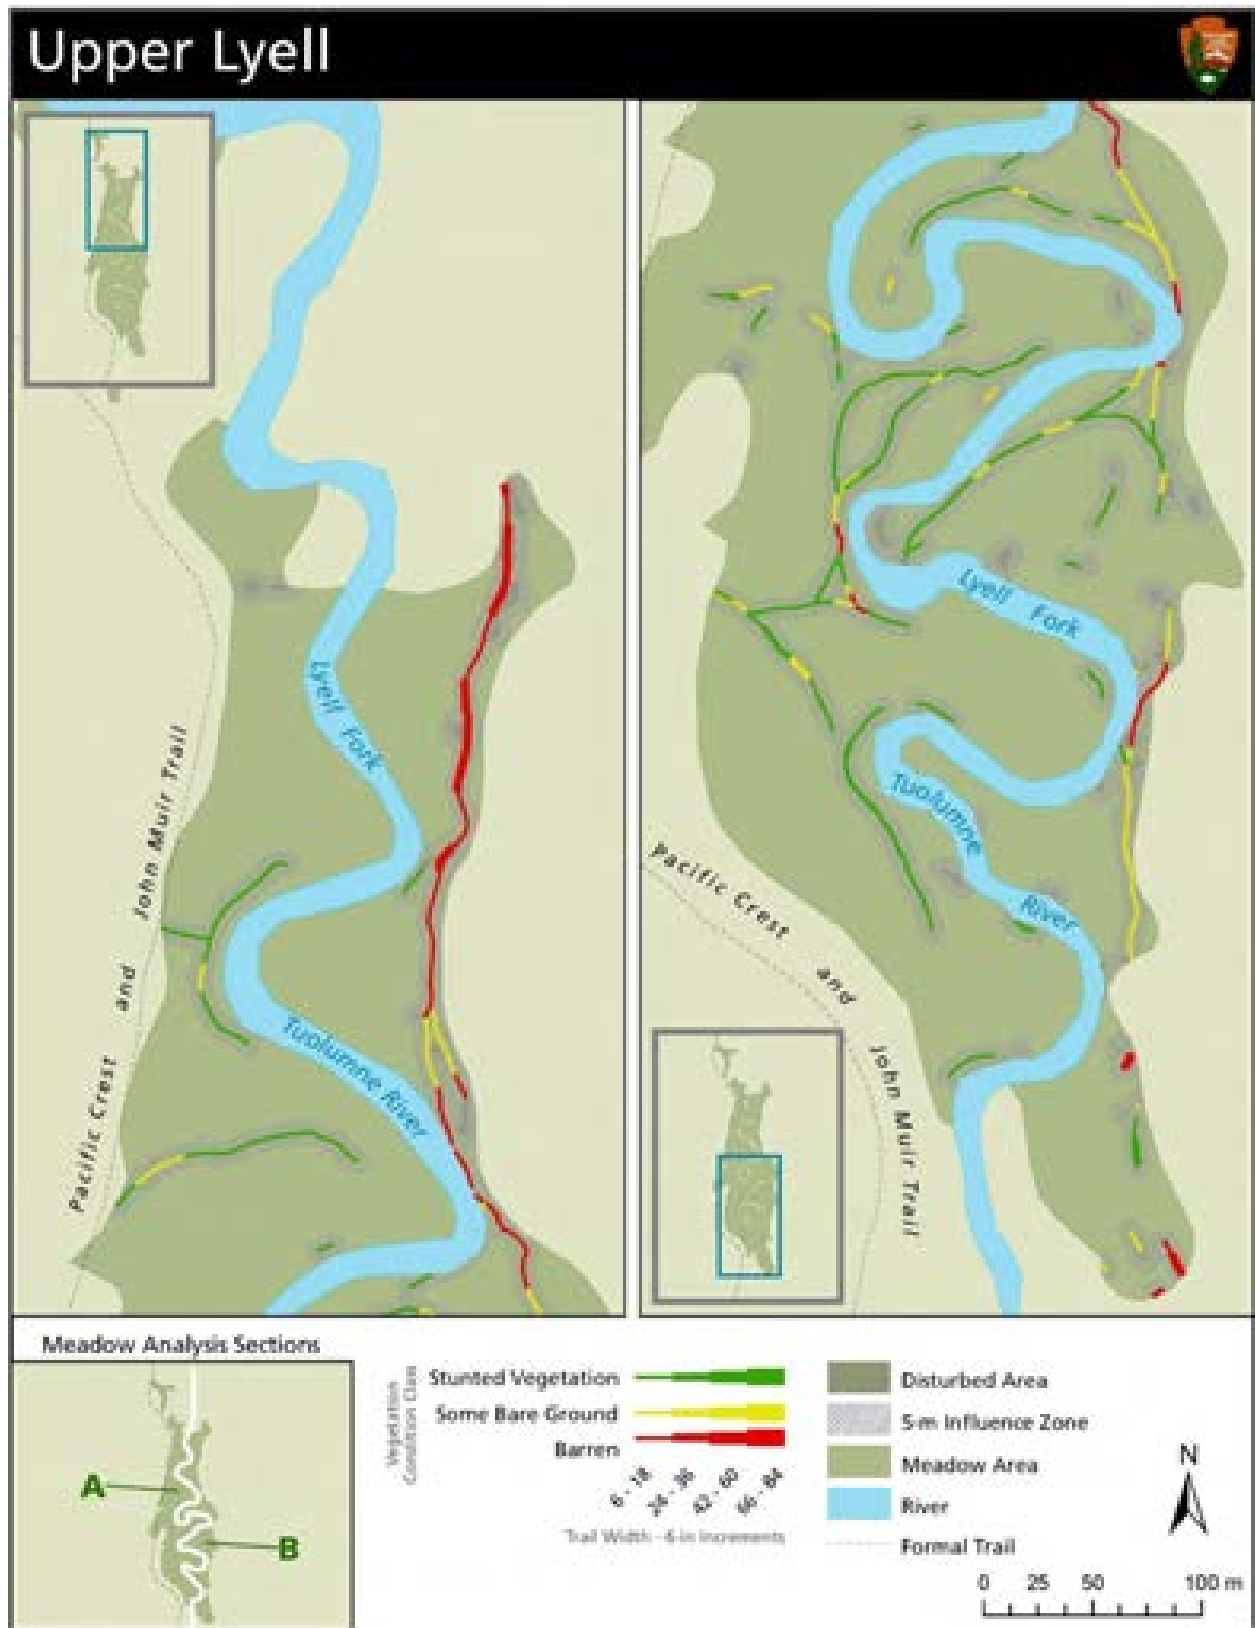 Upper Lyell
Lyell Fork
Tuolumne River
Pacific Crest and John Muir Trail
Lyell Fork
Tuolumne River
Pacific Crest and John Muir Trail
Meadow Analysis Sections
A
B
Vegetation
Condition Class
Stunted Vegetation
Some Bare Ground
Barren
6 - 18
24 - 36
42 - 60
66 - 84
Trail Width - 6-in Increments
Disturbed Area
5-m Influence Zone
Meadow Area
River
Formal Trail
N
0 25 50 100 m